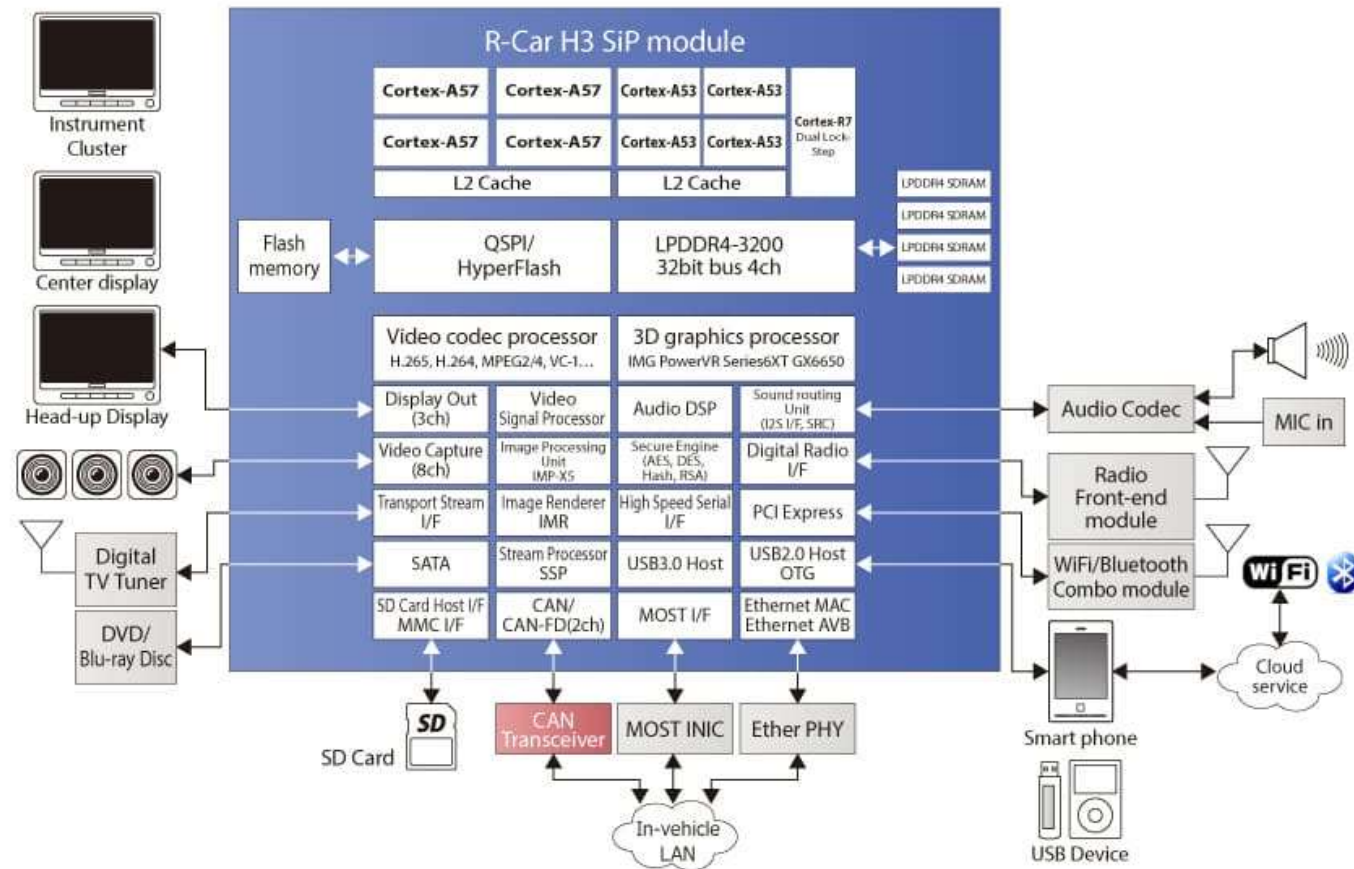 R-Car H3 SiP module
Cortex-A57
Cortex-A57
Cortex-A53
Cortex-A53
Cortex-R7
Dual Lock-
Step
Cortex-A57
Cortex-A57
Cortex-A53
Cortex-A53
L2 Cache
L2 Cache
Instrument
Cluster
Center display
Head-up Display
Flash
memory
QSPI/
HyperFlash
LPDDR4-3200
32bit bus 4ch
LPDDR4 SDRAM
LPDDR4 SDRAM
LPDDR4 SDRAM
LPDDR4 SDRAM
Video codec processor
H.265, H.264, MPEG2/4, VC-1...
3D graphics processor
IMG PowerVR Series6XT GX6650
Display Out
(3ch)
Video
Signal Processor
Audio DSP
Sound routing
Unit
(I2S I/F, SRC)
Video Capture
(8ch)
Image Processing
Unit
IMP-X5
Secure Engine
(AES, DES,
Hash, RSA)
Digital Radio
I/F
Transport Stream
I/F
Image Renderer
IMR
High Speed Serial
I/F
PCI Express
SATA
Stream Processor
SSP
USB3.0 Host
USB2.0 Host
OTG
SD Card Host I/F
MMC I/F
CAN/
CAN-FD(2ch)
MOST I/F
Ethernet MAC
Ethernet AVB
Digital
TV Tuner
DVD/
Blu-ray Disc
Audio Codec
MIC in
Radio
Front-end
module
WiFi/Bluetooth
Combo module
Wi Fi
Cloud
service
Smart phone
USB Device
SD
SD Card
CAN
Transceiver
MOST INIC
Ether PHY
In-vehicle
LAN